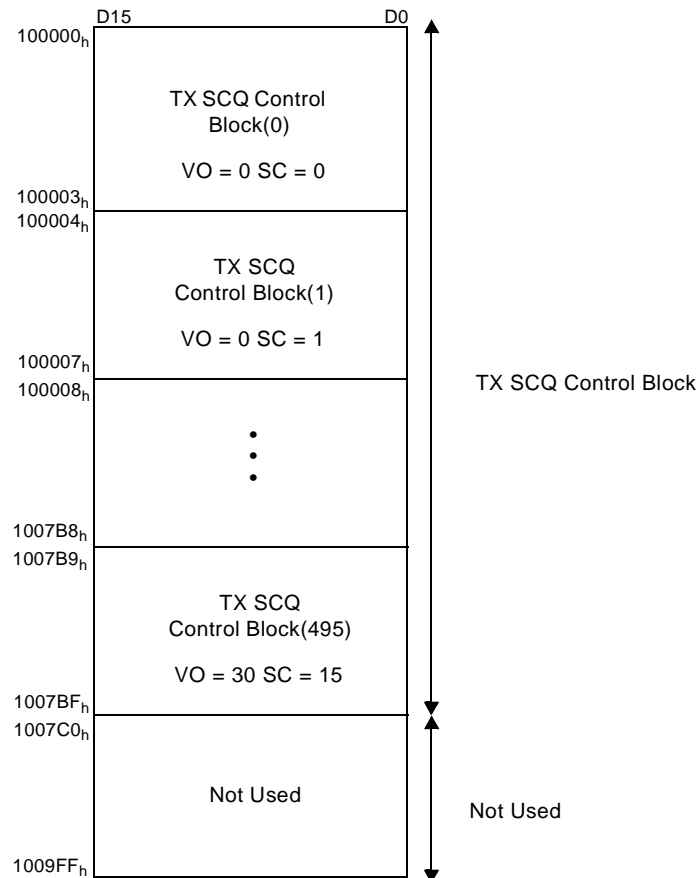 D15 D0
100000h
TX SCQ Control
Block(0)
VO = 0 SC = 0
100003h
100004h
TX SCQ
Control Block(1)
VO = 0 SC = 1
100007h
100008h
TX SCQ Control Block
1007B8h
1007B9h
TX SCQ
Control Block(495)
VO = 30 SC = 15
1007BFh
1007C0h
Not Used
Not Used
1009FFh